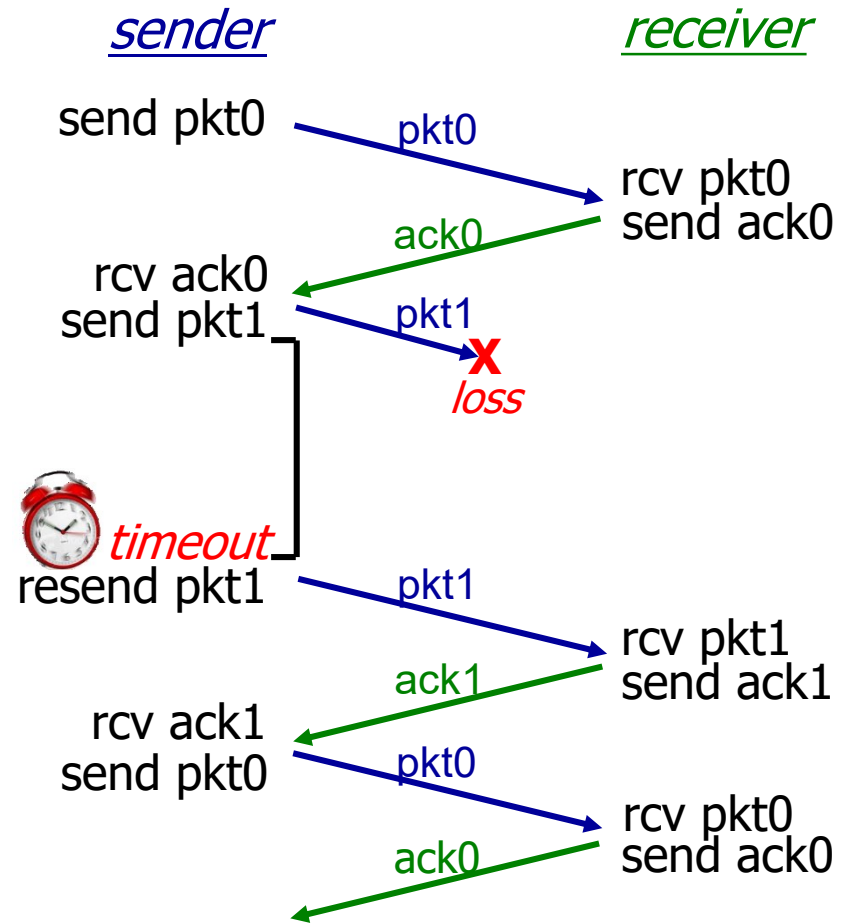 sender
receiver
send pkt0
pkt0
rcv pkt0
send ack0
ack0
rcv ack0
send pkt1
pkt1
X
loss
timeout
resend pkt1
pkt1
rcv pkt1
send ack1
ack1
rcv ack1
send pkt0
pkt0
rcv pkt0
send ack0
ack0